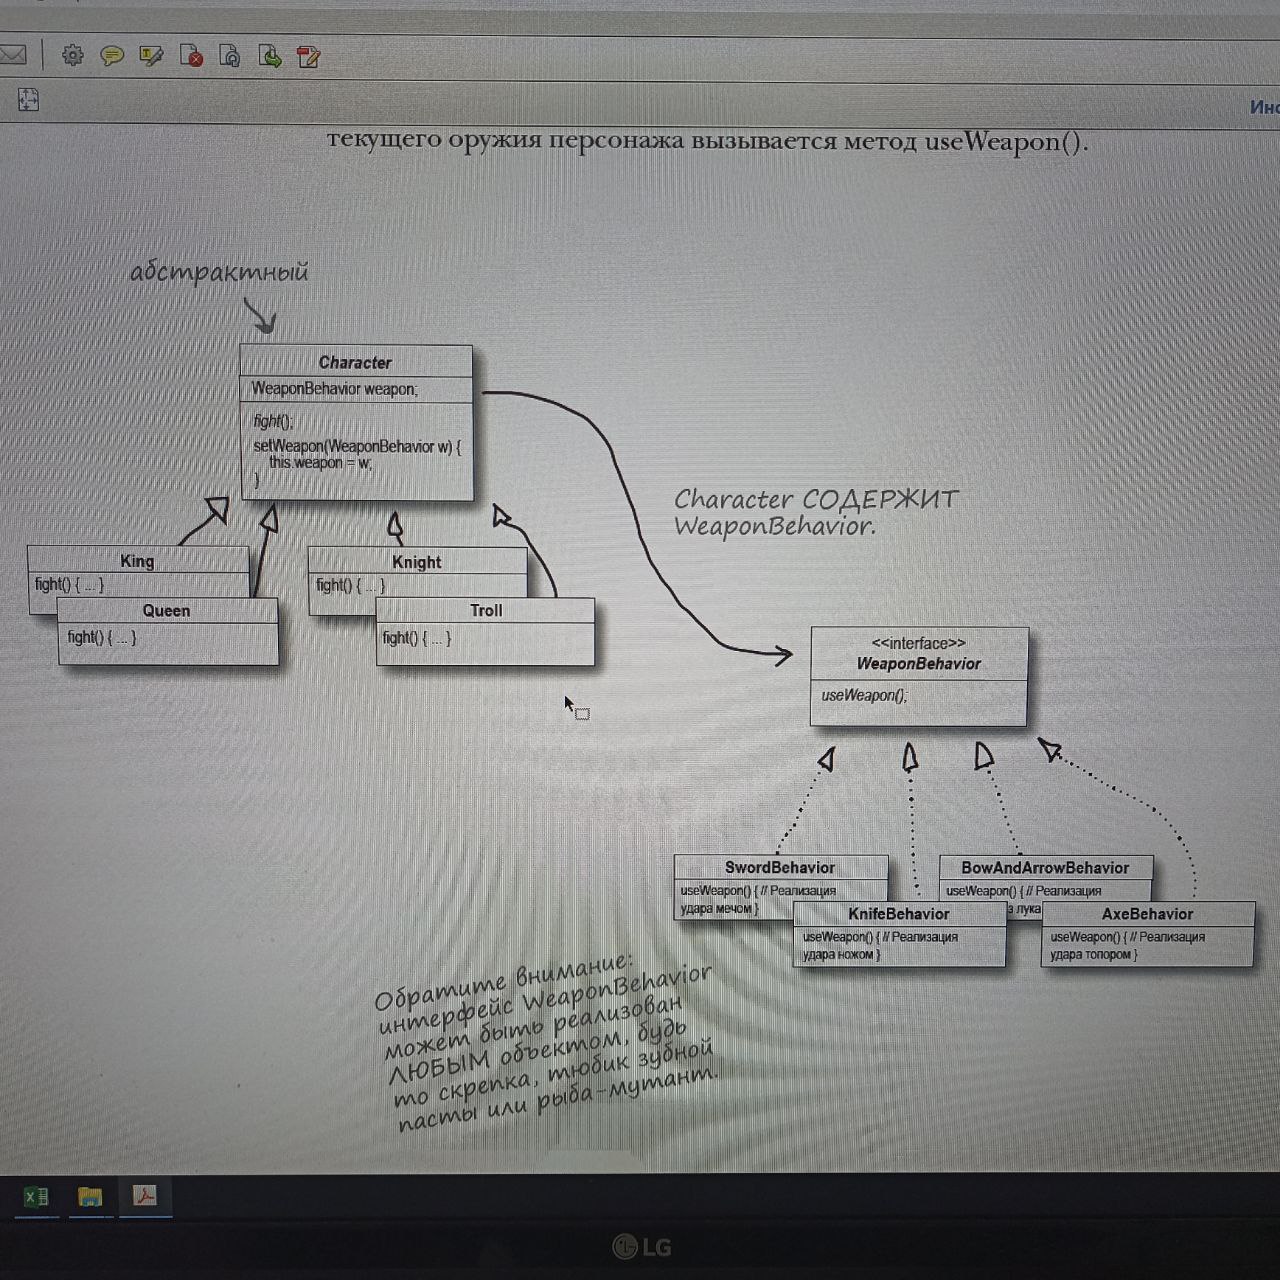 Инс
текущего оружия персонажа вызывается метод useWeapon().
абстрактный
Character
WeaponBehavior weapon;
fight();
setWeapon(WeaponBehavior w) {
this.weapon = w;
}
Character СОДЕРЖИТ
WeaponBehavior.
King
fight() { ... }
Queen
fight() { ... }
Knight
fight() { ... }
Troll
fight() { ... }
<<interface>>
WeaponBehavior
useWeapon();
SwordBehavior
useWeapon() { // Реализация
удара мечом }
KnifeBehavior
useWeapon() { // Реализация
удара ножом }
BowAndArrowBehavior
useWeapon() { // Реализация
з лука
AxeBehavior
useWeapon() { // Реализация
удара топором }
Обратите внимание:
интерфейс WeaponBehavior
может быть реализован
ЛЮБЫМ объектом, будь
то скрепка, тюбик зубной
пасты или рыба-мутант.
LG